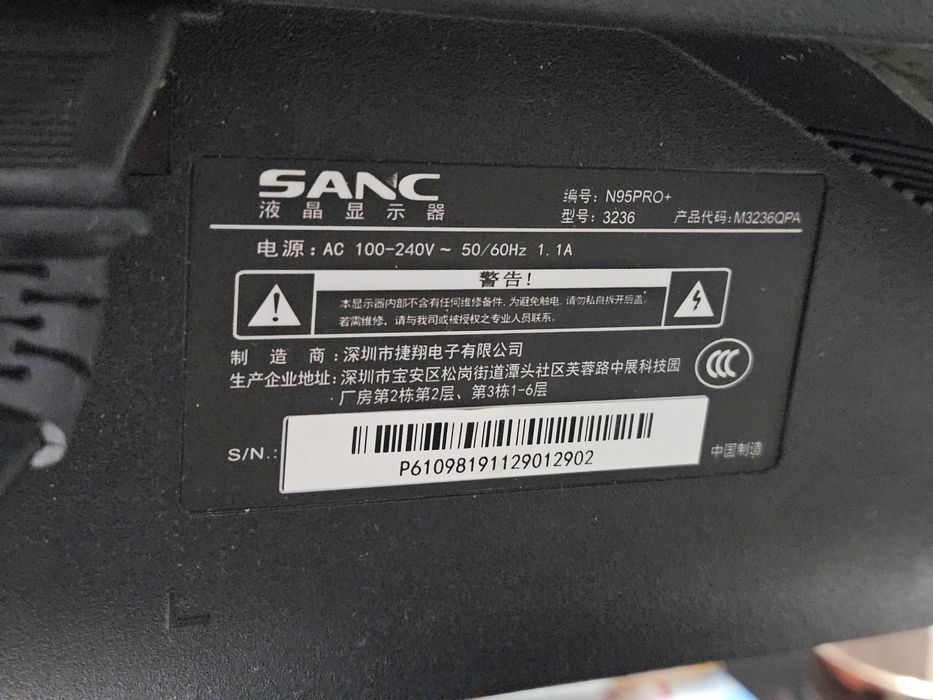 SANC
液晶显示器
编号：N95PRO+
型号：3236 产品代码：M3236QPA
电源：AC 100-240V ~ 50/60Hz 1.1A
警告！
本显示器内部不含有任何维修备件，为避免触电，请勿私自拆开后盖。
若需维修，请与我司或被授权之专业人员联系。
制造商：深圳市捷翔电子有限公司
生产企业地址：深圳市宝安区松岗街道潭头社区芙蓉路中展科技园
厂房第2栋第2层、第3栋1-6层
CCC
S/N.：
P61098191129012902
中国制造